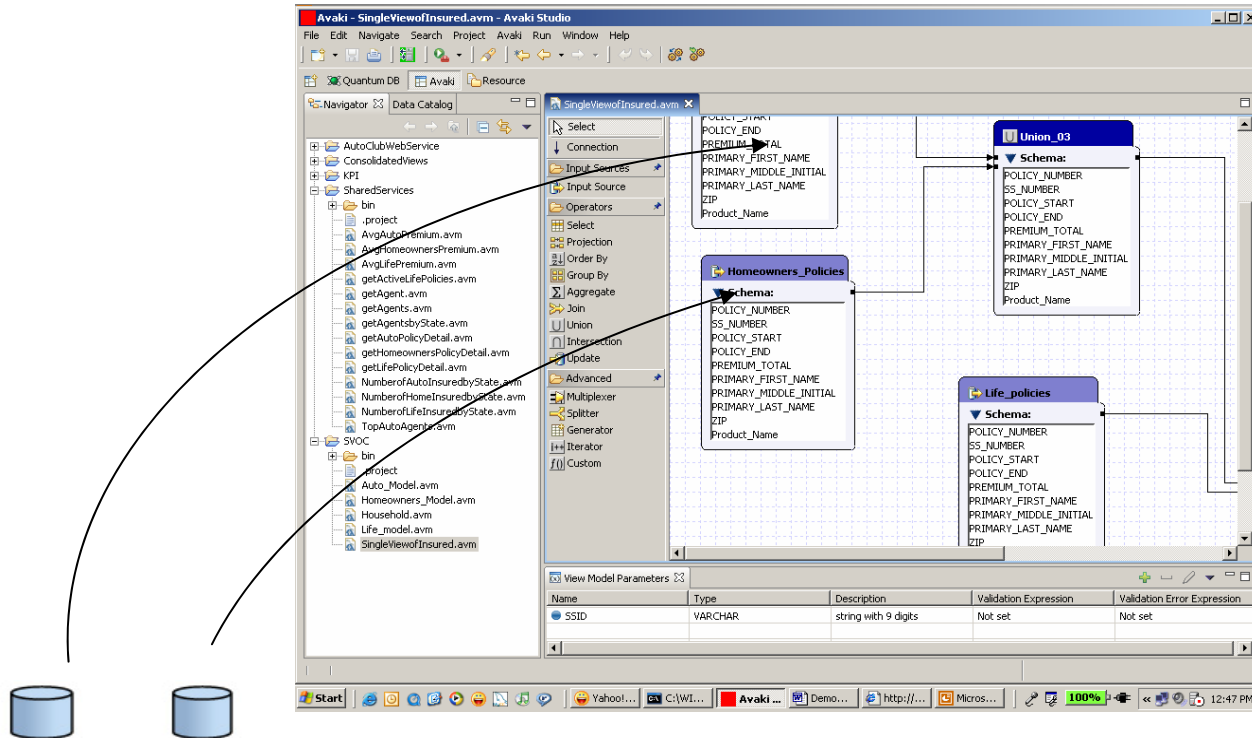 Avaki - SingleViewofInsured.avm - Avaki Studio
File Edit Navigate Search Project Avaki Run Window Help
Quantum DB Avaki Resource
Navigator Data Catalog
AutoClubWebService
ConsolidatedViews
KPI
SharedServices
bin
.project
AvgAutoPremium.avm
AvgHomeownersPremium.avm
AvgLifePremium.avm
getActiveLifePolicies.avm
getAgent.avm
getAgents.avm
getAgentsbyState.avm
getAutoPolicyDetail.avm
getHomeownersPolicyDetail.avm
getLifePolicyDetail.avm
NumberofAutoInsuredbyState.avm
NumberofHomeInsuredbyState.avm
NumberofLifeInsuredbyState.avm
TopAutoAgents.avm
SVOC
bin
.project
Auto_Model.avm
Homeowners_Model.avm
Household.avm
Life_model.avm
SingleViewofInsured.avm
SingleViewofInsured.avm
Select
Connection
Input Sources
Input Source
Operators
Select
Projection
Order By
Group By
Aggregate
Join
Union
Intersection
Update
Advanced
Multiplexer
Splitter
Generator
Iterator
f() Custom
POLICY_START
POLICY_END
PREMIUM_TOTAL
PRIMARY_FIRST_NAME
PRIMARY_MIDDLE_INITIAL
PRIMARY_LAST_NAME
ZIP
Product_Name
Homeowners_Policies
Schema:
POLICY_NUMBER
SS_NUMBER
POLICY_START
POLICY_END
PREMIUM_TOTAL
PRIMARY_FIRST_NAME
PRIMARY_MIDDLE_INITIAL
PRIMARY_LAST_NAME
ZIP
Product_Name
Union_03
Schema:
POLICY_NUMBER
SS_NUMBER
POLICY_START
POLICY_END
PREMIUM_TOTAL
PRIMARY_FIRST_NAME
PRIMARY_MIDDLE_INITIAL
PRIMARY_LAST_NAME
ZIP
Product_Name
Life_policies
Schema:
POLICY_NUMBER
SS_NUMBER
POLICY_START
POLICY_END
PREMIUM_TOTAL
PRIMARY_FIRST_NAME
PRIMARY_MIDDLE_INITIAL
PRIMARY_LAST_NAME
ZIP
View Model Parameters
Name Type Description Validation Expression Validation Error Expression
SSID VARCHAR string with 9 digits Not set Not set
Start Yahoo!... C:\WI... Avaki ... Demo... http://... Micros... 100% 12:47 PM